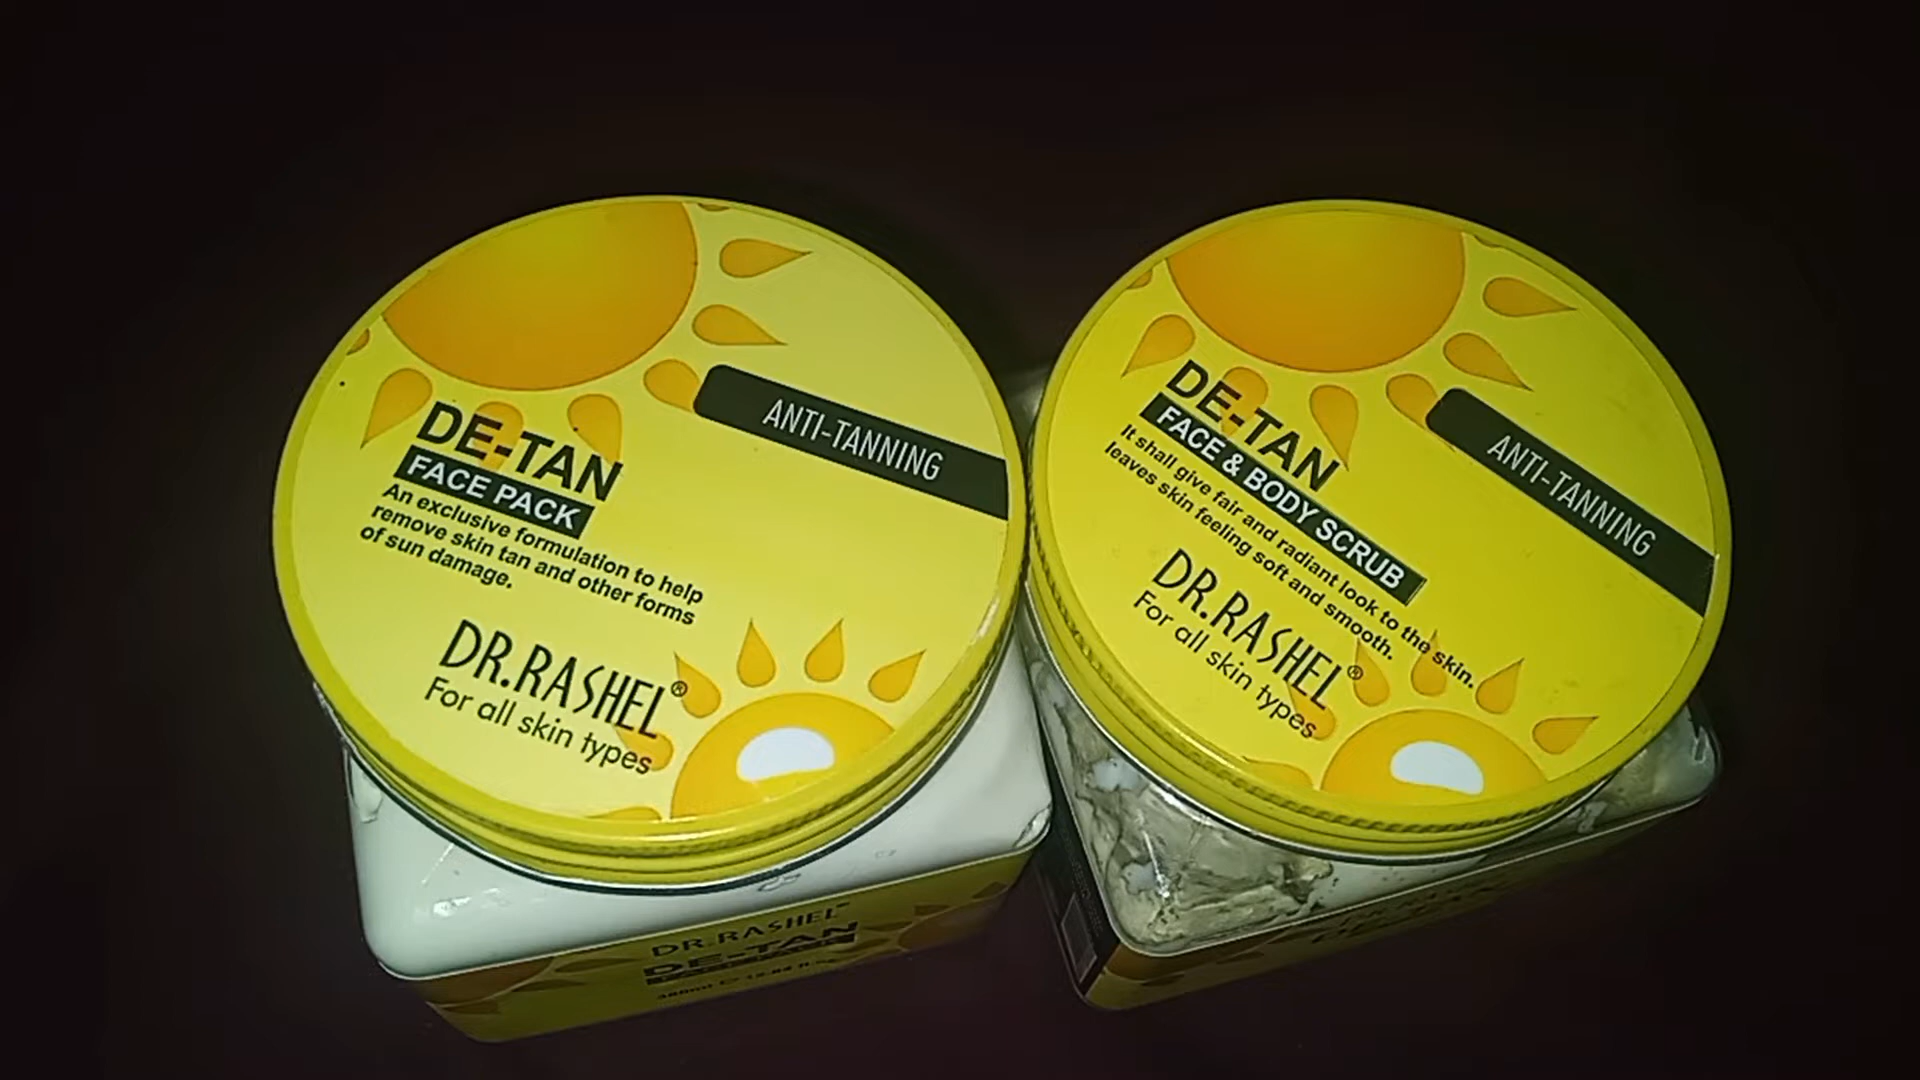 ANTI-TANNING
DE-TAN
FACE PACK
An exclusive formulation to help
remove skin tan and other forms
of sun damage.
DR.RASHEL®
For all skin types
DR.RASHEL
DE-TAN
ANTI-TANNING
DE-TAN
FACE & BODY SCRUB
It shall give fair and radiant look to the skin.
leaves skin feeling soft and smooth.
DR.RASHEL®
For all skin types